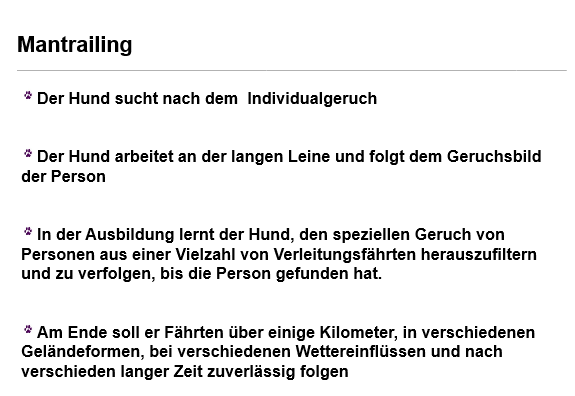 Mantrailing
Der Hund sucht nach dem  Individualgeruch
Der Hund arbeitet an der langen Leine und folgt dem Geruchsbild
der Person
In der Ausbildung lernt der Hund, den speziellen Geruch von
Personen aus einer Vielzahl von Verleitungsfährten herauszufiltern
und zu verfolgen, bis die Person gefunden hat.
Am Ende soll er Fährten über einige Kilometer, in verschiedenen
Geländeformen, bei verschiedenen Wettereinflüssen und nach
verschieden langer Zeit zuverlässig folgen